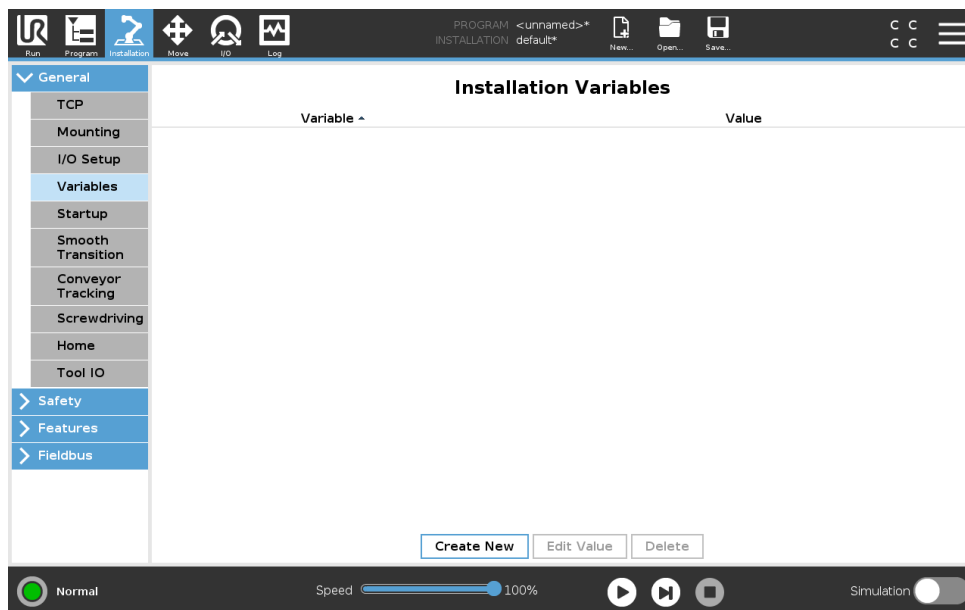 PROGRAM <unnamed>*
INSTALLATION default*
Run
Program
Installation
Move
I/O
Log
New...
Open...
Save...
C C
C C
General
TCP
Mounting
I/O Setup
Variables
Startup
Smooth
Transition
Conveyor
Tracking
Screwdriving
Home
Tool IO
Safety
Features
Fieldbus
Installation Variables
Variable
Value
Create New
Edit Value
Delete
Normal
Speed
100%
Simulation